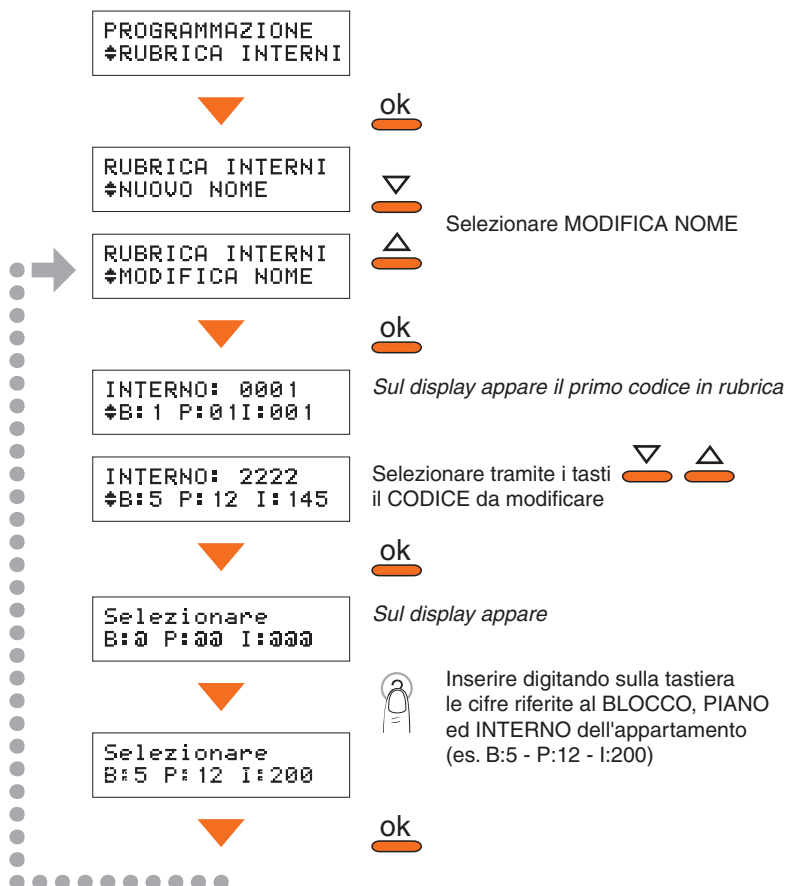 PROGRAMMAZIONE
RUBRICA INTERNI
ok
RUBRICA INTERNI
NUOVO NOME
Selezionare MODIFICA NOME
RUBRICA INTERNI
MODIFICA NOME
ok
INTERNO: 0001
B:1 P:01I:001
Sul display appare il primo codice in rubrica
INTERNO: 2222
B:5 P:12 I:145
Selezionare tramite i tasti
il CODICE da modificare
ok
Selezionare
B:0 P:00 I:000
Sul display appare
Inserire digitando sulla tastiera
le cifre riferite al BLOCCO, PIANO
ed INTERNO dell'appartamento
(es. B:5 - P:12 - I:200)
Selezionare
B:5 P:12 I:200
ok